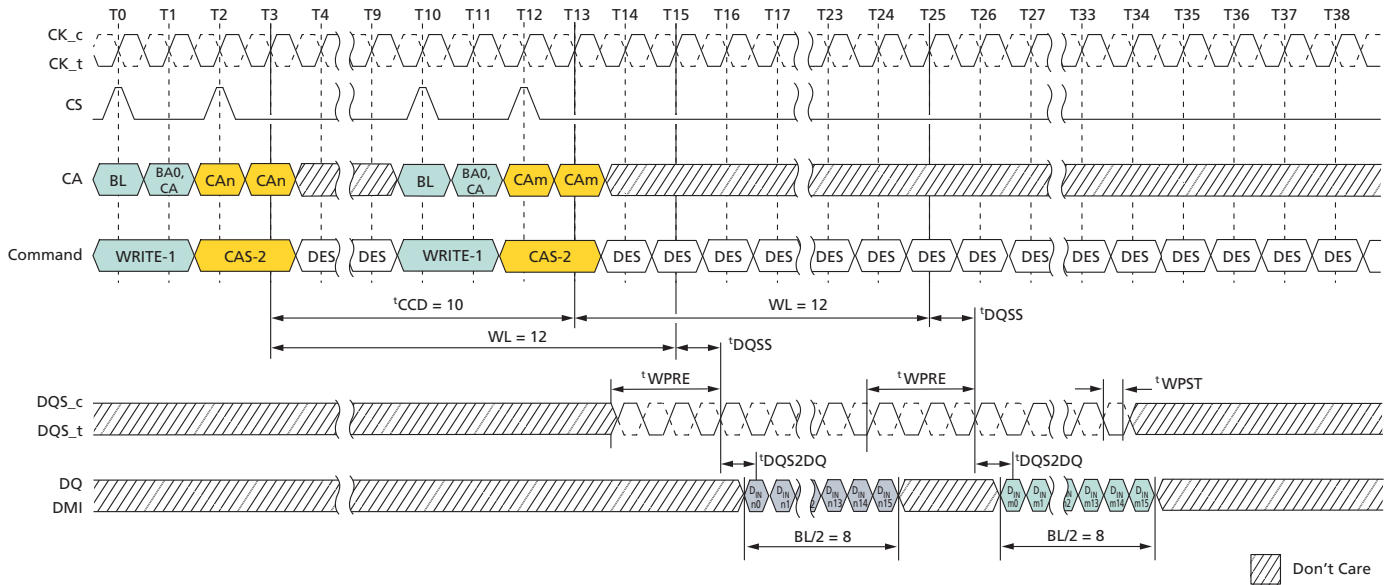 T0 T1 T2 T3 T4 T9 T10 T11 T12 T13 T14 T15 T16 T17 T23 T24 T25 T26 T27 T33 T34 T35 T36 T37 T38
CK_c
CK_t
CS
CA BL BA0, CA CAn CAn BL BA0, CA CAm CAm
Command WRITE-1 CAS-2 DES DES WRITE-1 CAS-2 DES DES DES DES DES DES DES DES DES DES DES DES DES DES DES
tCCD = 10 WL = 12 tDQSS
WL = 12 tDQSS
tWPRE tWPRE tWPST
DQS_c
DQS_t
tDQS2DQ tDQS2DQ
DQ DIN n0 DIN n1 DIN n13 DIN n14 DIN n15 DIN m0 DIN m1 DIN m13 DIN m14 DIN m15
DMI
BL/2 = 8 BL/2 = 8
Don't Care